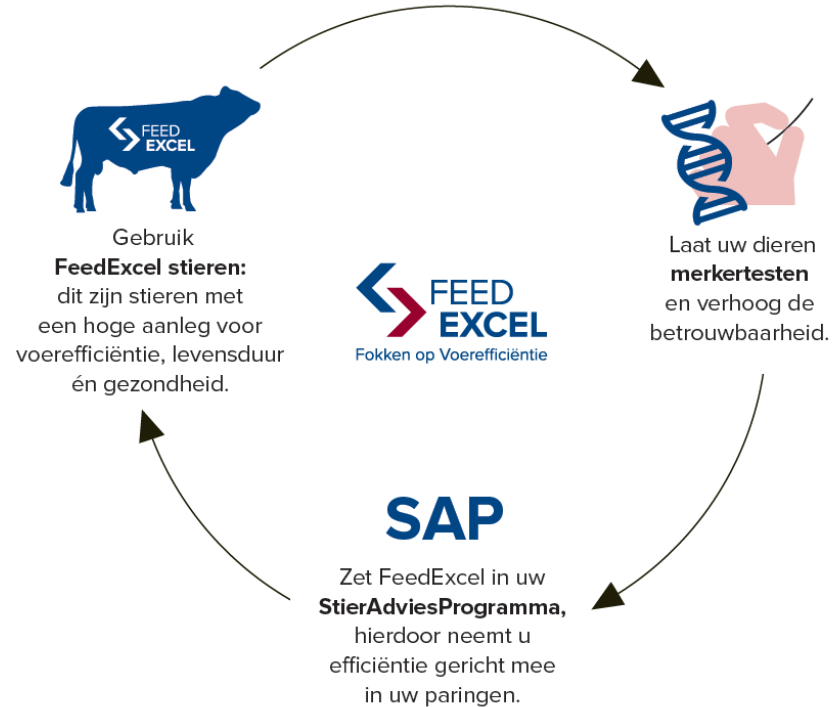 FEED
EXCEL
Gebruik
FeedExcel stieren:
dit zijn stieren met
een hoge aanleg voor
voerefficiëntie, levensduur
én gezondheid.
Laat uw dieren
merkertesten
en verhoog de
betrouwbaarheid.
FEED
EXCEL
Fokken op Voerefficiëntie
SAP
Zet FeedExcel in uw
StierAdviesProgramma,
hierdoor neemt u
efficiëntie gericht mee
in uw paringen.